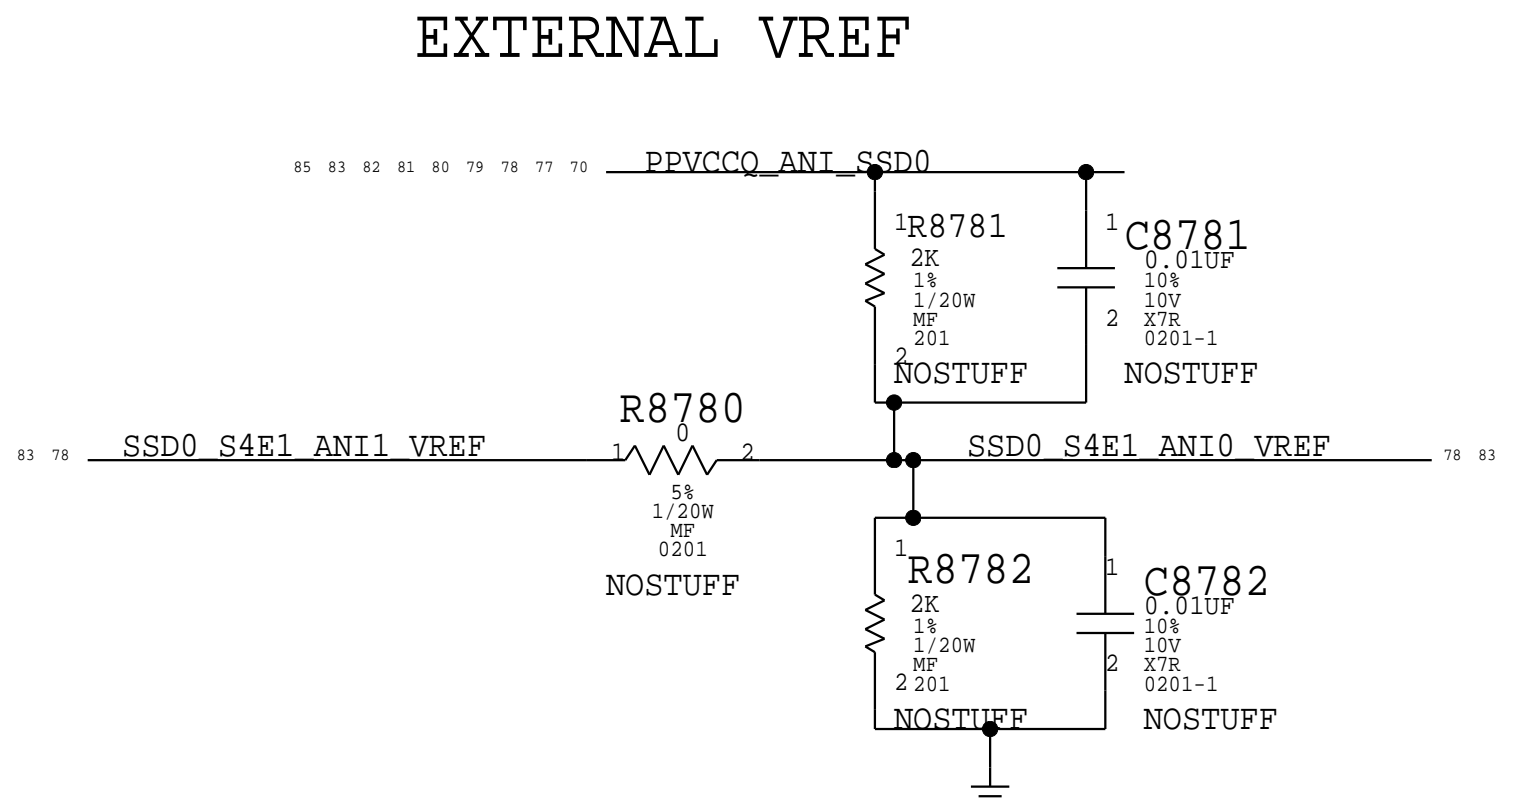 EXTERNAL VREF
85 83 82 81 80 79 78 77 70 PPVCCQ_ANI_SSD0
1 R8781
2K
1%
1/20W
MF
201
2
NOSTUFF
1 C8781
0.01UF
10%
10V
2 X7R
0201-1
NOSTUFF
R8780
0
83 78 SSD0_S4E1_ANI1_VREF 1 2 SSD0_S4E1_ANI0_VREF 78 83
5%
1/20W
MF
0201
NOSTUFF
1 R8782
2K
1%
1/20W
MF
2 201
NOSTUFF
1 C8782
0.01UF
10%
10V
2 X7R
0201-1
NOSTUFF